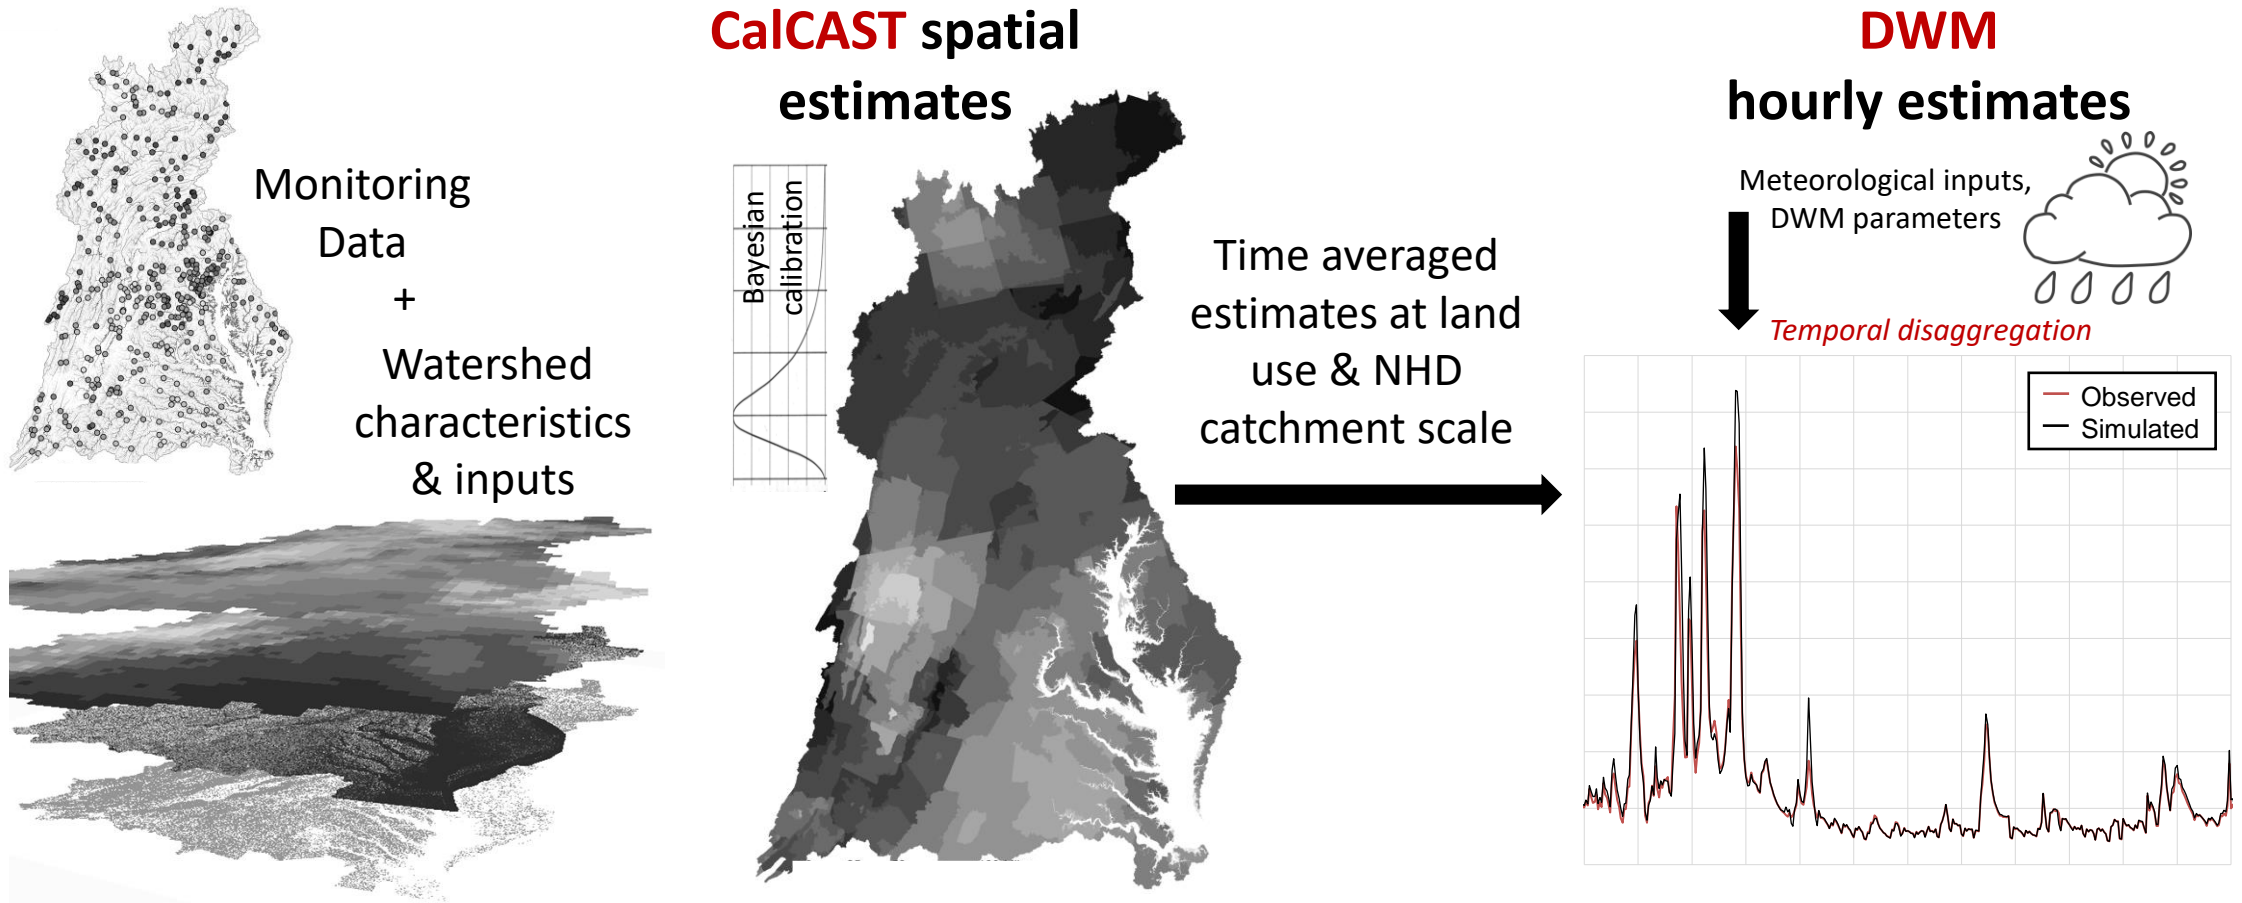 Monitoring
Data
+
Watershed
characteristics
& inputs
CalCAST spatial
estimates
Bayesian
calibration
Time averaged
estimates at land
use & NHD
catchment scale
DWM
hourly estimates
Meteorological inputs,
DWM parameters
Temporal disaggregation
Observed
Simulated